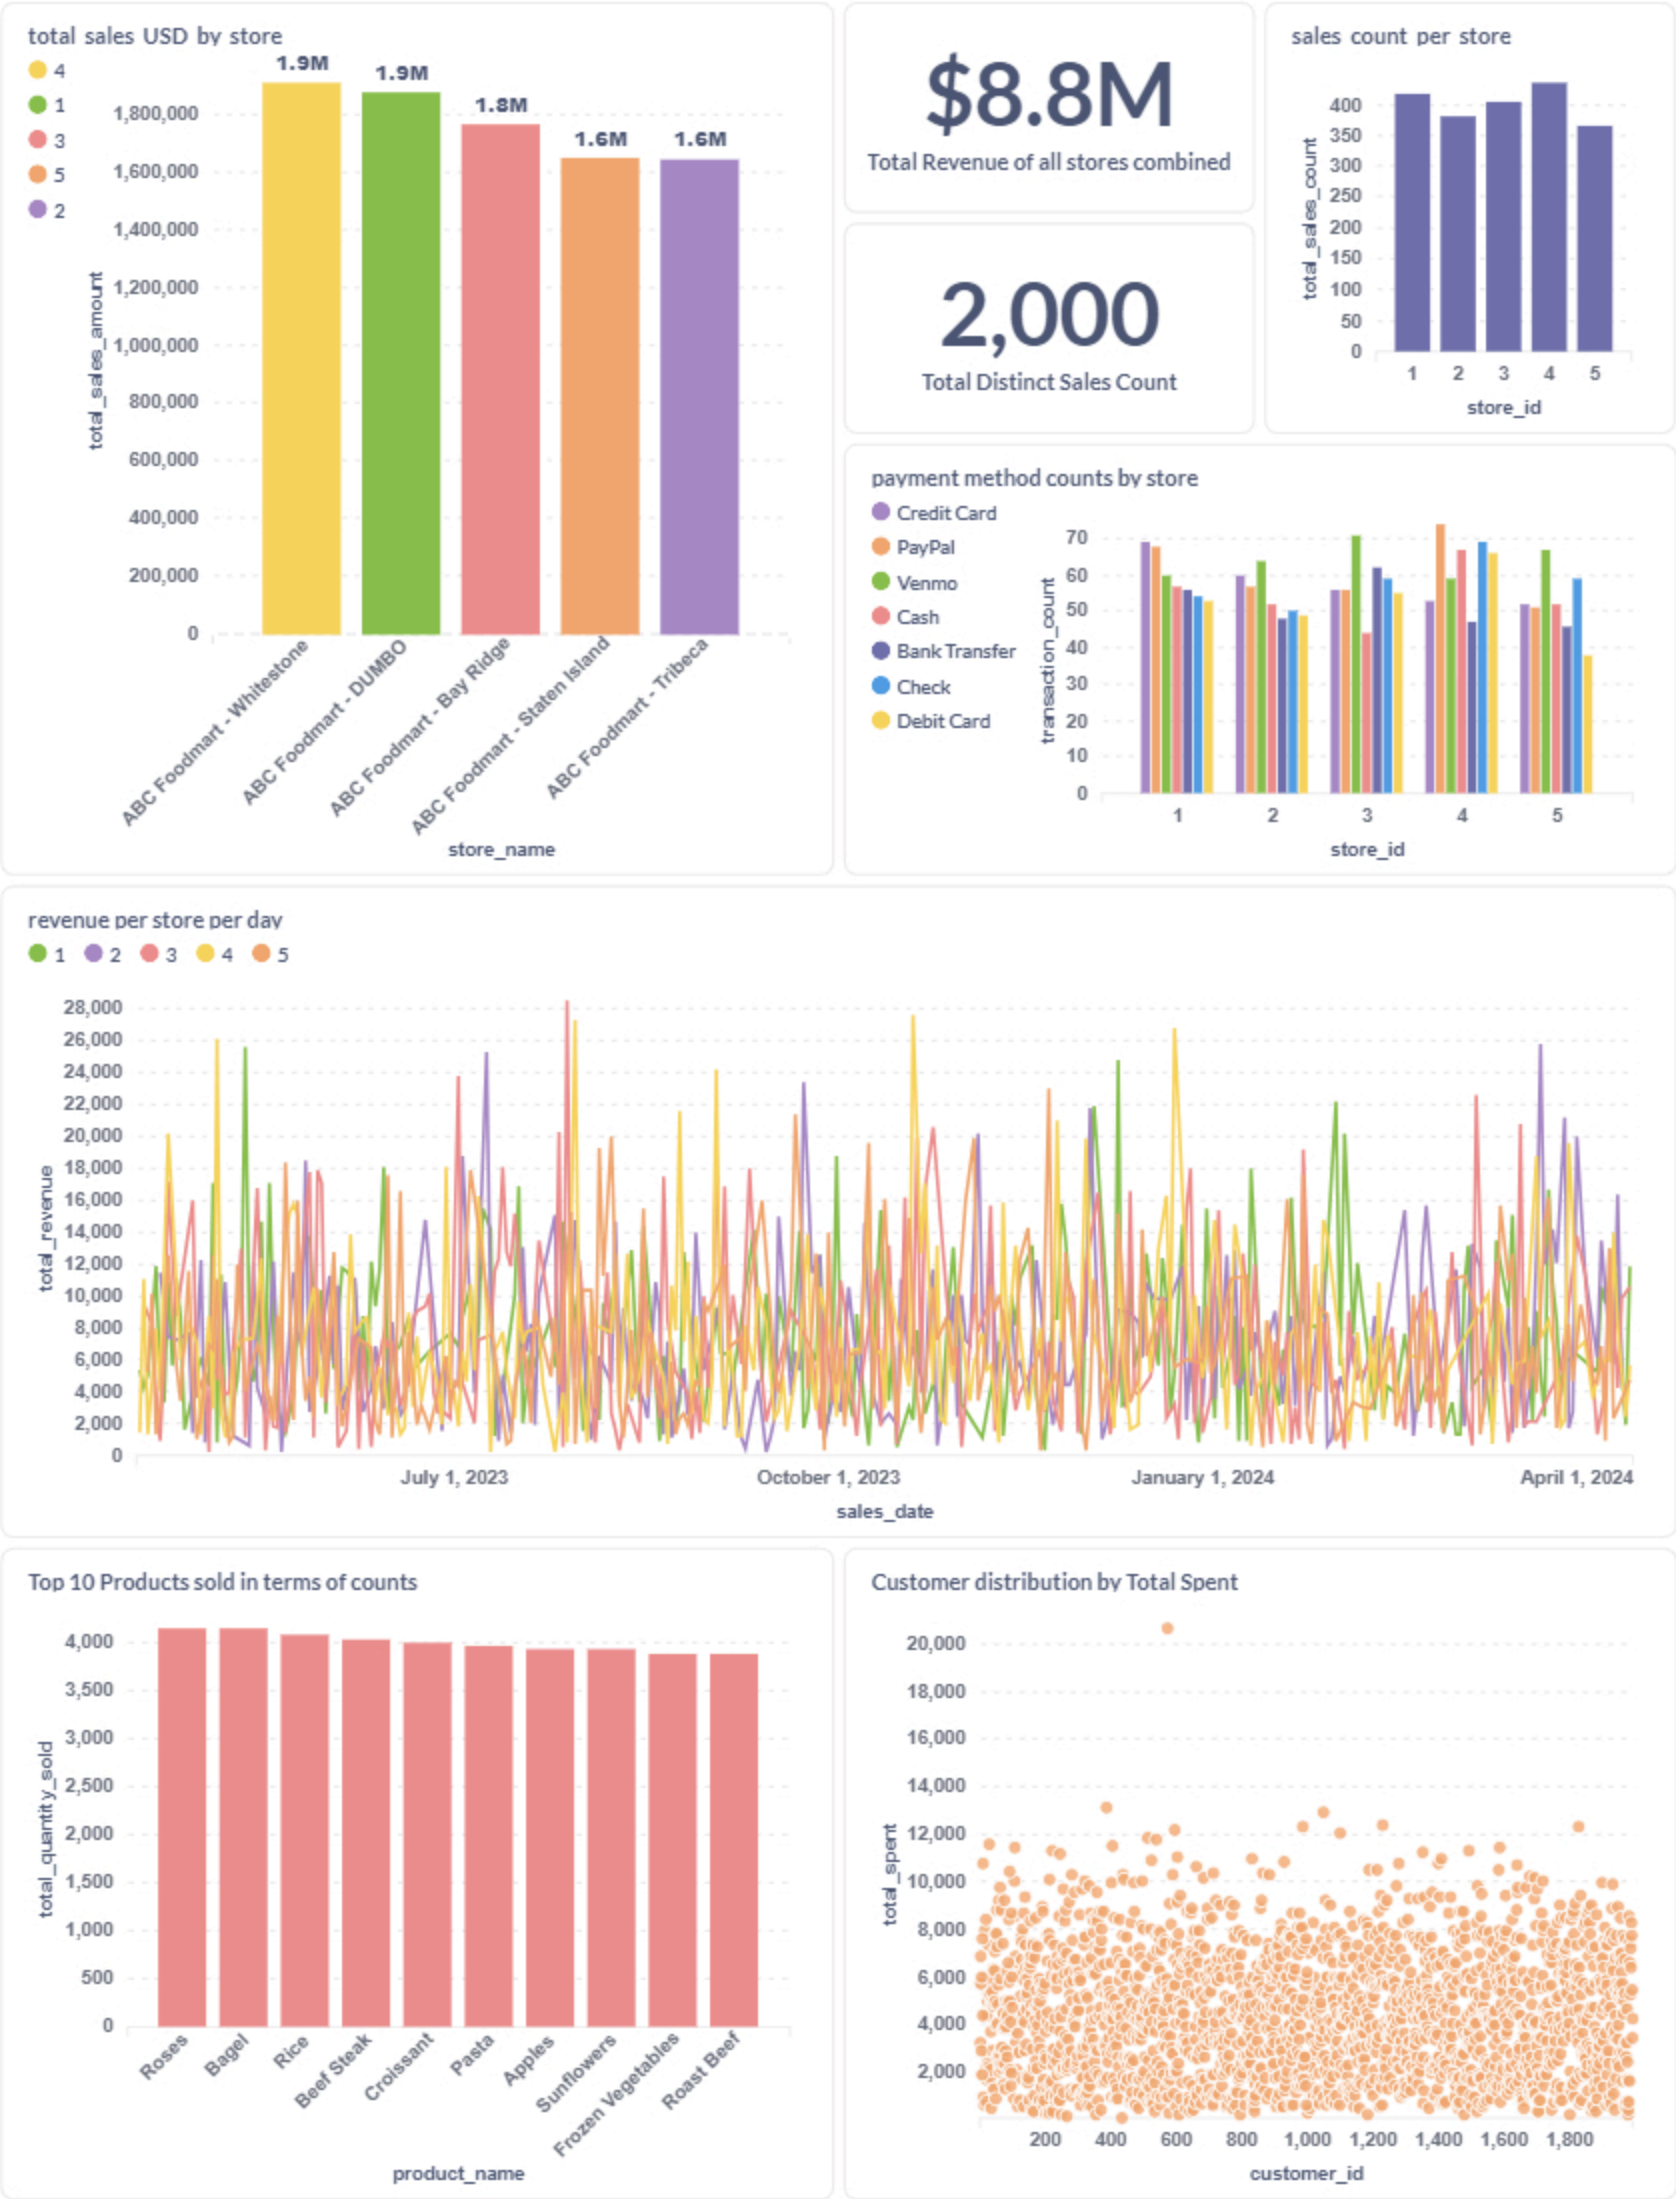 total sales USD by store
4
1
3
5
2
1.9M
1.9M
1.8M
1.6M
1.6M
1,800,000
1,600,000
1,400,000
1,200,000
1,000,000
800,000
600,000
400,000
200,000
0
total_sales_amount
ABC Foodmart - Whitestone
ABC Foodmart - DUMBO
ABC Foodmart - Bay Ridge
ABC Foodmart - Staten Island
ABC Foodmart - Tribeca
store_name
$8.8M
Total Revenue of all stores combined
2,000
Total Distinct Sales Count
sales count per store
400
350
300
250
200
150
100
50
0
total_sales_count
1 2 3 4 5
store_id
payment method counts by store
Credit Card
PayPal
Venmo
Cash
Bank Transfer
Check
Debit Card
70
60
50
40
30
20
10
0
transaction_count
1 2 3 4 5
store_id
revenue per store per day
1 2 3 4 5
28,000
26,000
24,000
22,000
20,000
18,000
16,000
14,000
12,000
10,000
8,000
6,000
4,000
2,000
0
total_revenue
July 1, 2023 October 1, 2023 January 1, 2024 April 1, 2024
sales_date
Top 10 Products sold in terms of counts
4,000
3,500
3,000
2,500
2,000
1,500
1,000
500
0
total_quantity_sold
Roses
Bagel
Rice
Beef Steak
Croissant
Pasta
Apples
Sunflowers
Frozen Vegetables
Roast Beef
product_name
Customer distribution by Total Spent
20,000
18,000
16,000
14,000
12,000
10,000
8,000
6,000
4,000
2,000
total_spent
200 400 600 800 1,000 1,200 1,400 1,600 1,800
customer_id